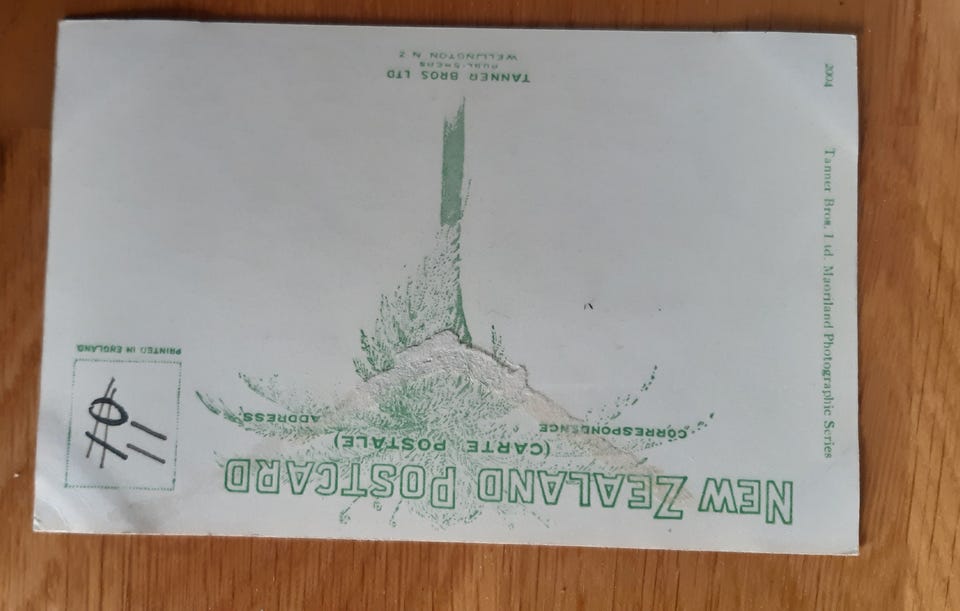 NEW ZEALAND POSTCARD
(CARTE POSTALE)
CORRESPONDENCE
ADDRESS
PRINTED IN ENGLAND
TANNER BROS LTD
PUBLISHERS
WELLINGTON N Z
2004 Tanner Bros. Ltd. Maoriland Photographic Series